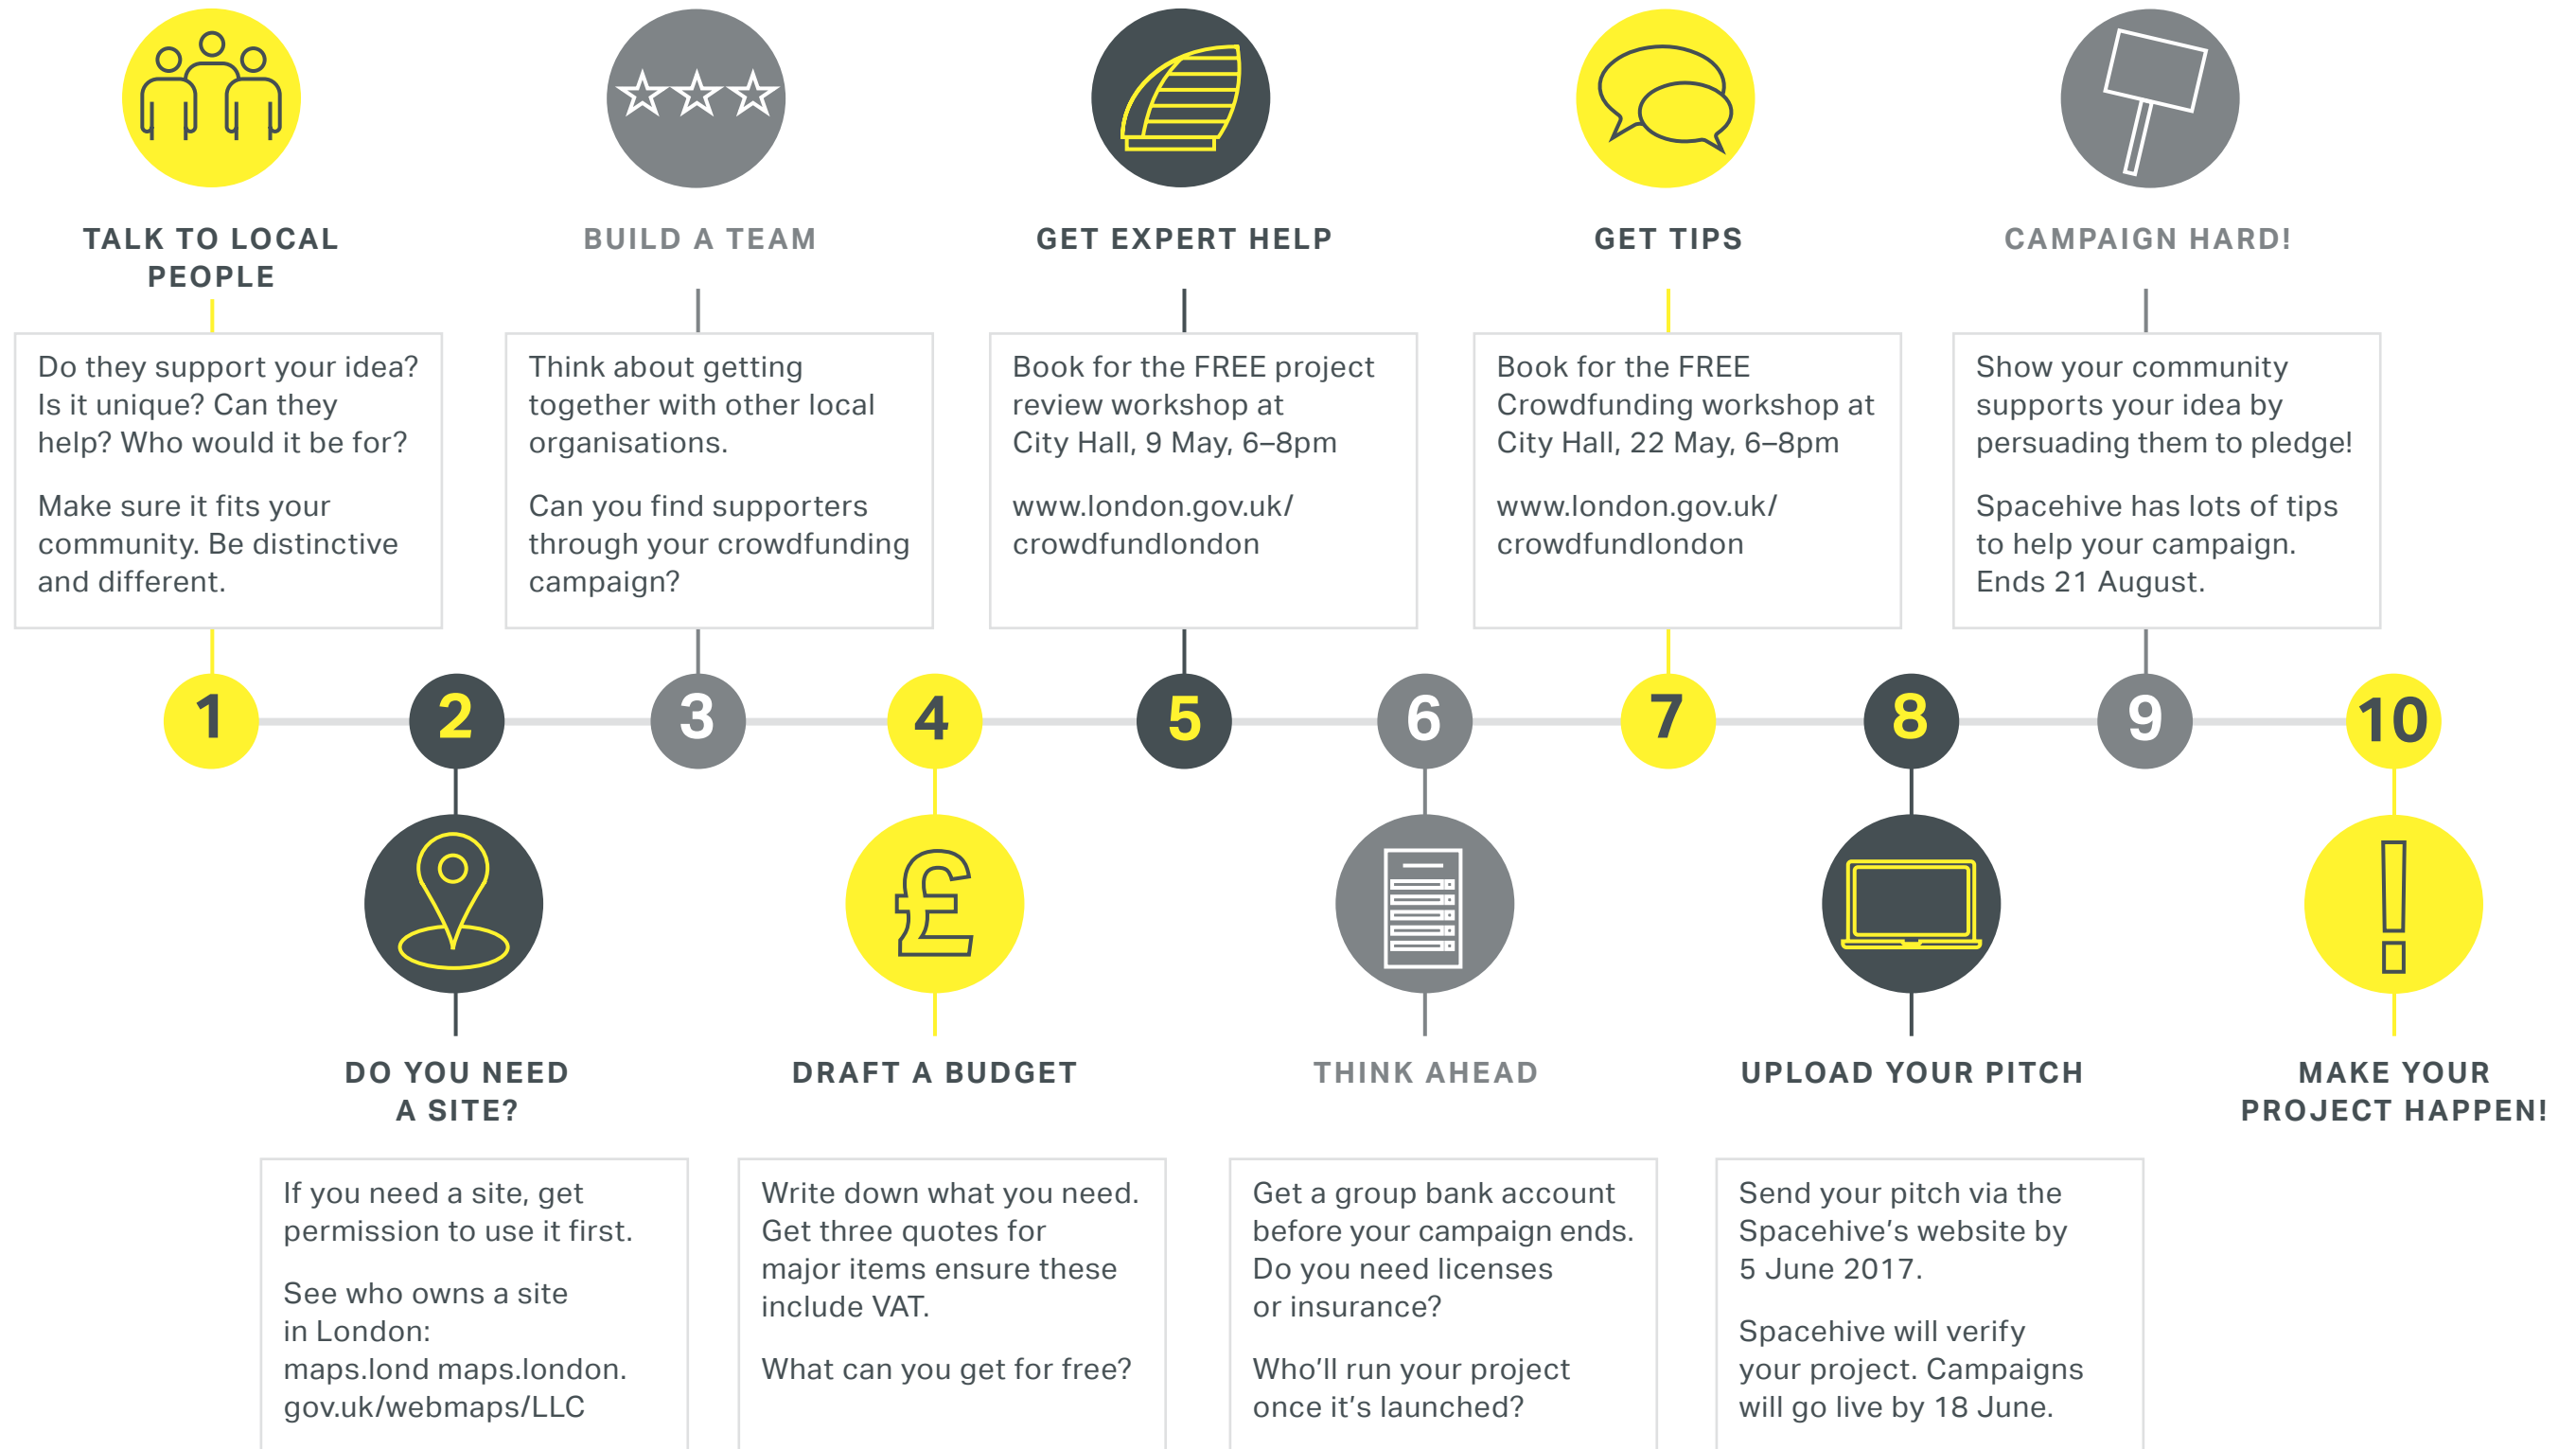 TALK TO LOCAL
PEOPLE
Do they support your idea?
Is it unique? Can they
help? Who would it be for?
Make sure it fits your
community. Be distinctive
and different.
1
2
DO YOU NEED
A SITE?
If you need a site, get
permission to use it first.
See who owns a site
in London:
maps.lond maps.london.
gov.uk/webmaps/LLC
BUILD A TEAM
Think about getting
together with other local
organisations.
Can you find supporters
through your crowdfunding
campaign?
3
4
£
DRAFT A BUDGET
Write down what you need.
Get three quotes for
major items ensure these
include VAT.
What can you get for free?
GET EXPERT HELP
Book for the FREE project
review workshop at
City Hall, 9 May, 6–8pm
www.london.gov.uk/
crowdfundlondon
5
6
THINK AHEAD
Get a group bank account
before your campaign ends.
Do you need licenses
or insurance?
Who'll run your project
once it's launched?
GET TIPS
Book for the FREE
Crowdfunding workshop at
City Hall, 22 May, 6–8pm
www.london.gov.uk/
crowdfundlondon
7
8
UPLOAD YOUR PITCH
Send your pitch via the
Spacehive's website by
5 June 2017.
Spacehive will verify
your project. Campaigns
will go live by 18 June.
CAMPAIGN HARD!
Show your community
supports your idea by
persuading them to pledge!
Spacehive has lots of tips
to help your campaign.
Ends 21 August.
9
10
!
MAKE YOUR
PROJECT HAPPEN!